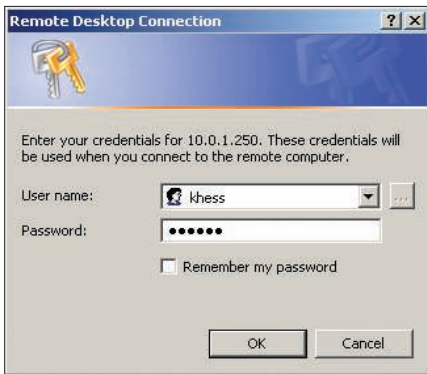 Remote Desktop Connection
Enter your credentials for 10.0.1.250. These credentials will
be used when you connect to the remote computer.
User name:
khess
...
Password:
●●●●●●
Remember my password
OK
Cancel